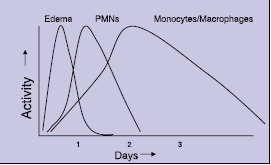 Edema PMNs Monocytes/Macrophages
Activity →
1 2 3
Days →